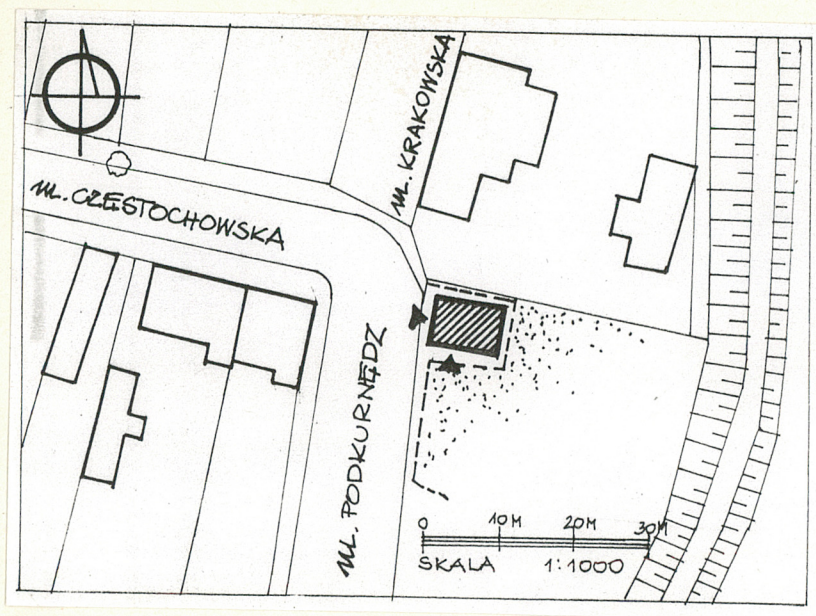 UL. KRAKOWSKA
UL. CZĘSTOCHOWSKA
UL. PODKURNĘDZ
0 10M 20M 30M
SKALA 1:1000